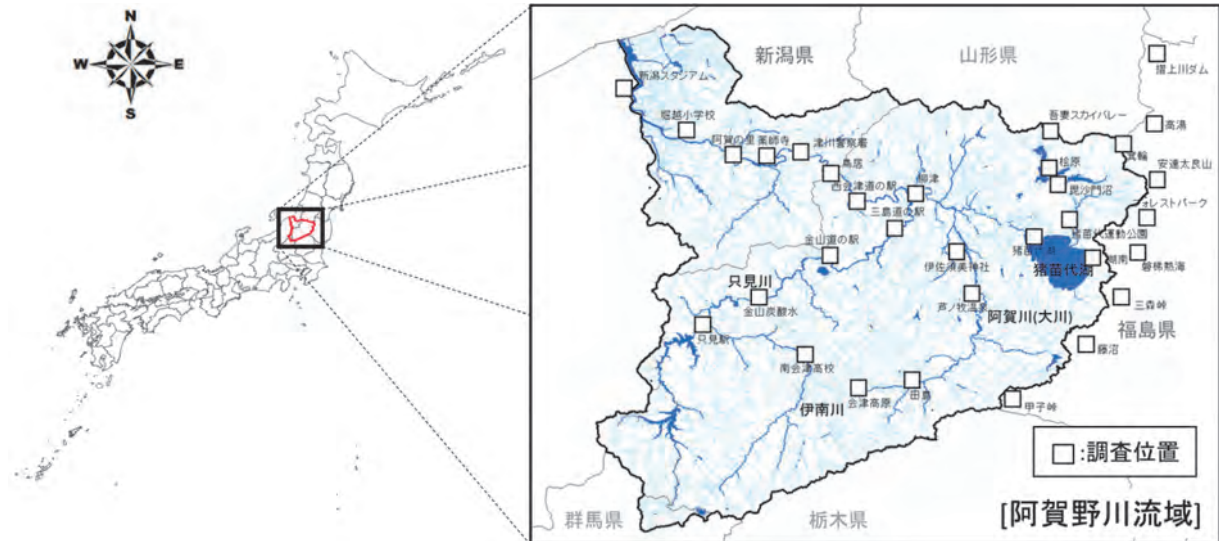 N
W
E
S
新潟県
山形県
摺上川ダム
新潟スタジアム
堀越小学校
吾妻スカイバレー
高湯
阿賀の里
薬師寺
津川警察署
箕輪
鳥居
桧原
安達太良山
西会津道の駅
柳津
毘沙門沼
三島道の駅
ォレストパーク
猪苗代運動公園
金山道の駅
伊佐須美神社
湖南
磐梯熱海
猪苗代湖
只見川
金山炭酸水
芦ノ牧温泉
三森峠
阿賀川(大川)
福島県
只見駅
藤沼
南会津高校
会津高原
田島
伊南川
甲子峠
□:調査位置
群馬県
栃木県
[阿賀野川流域]